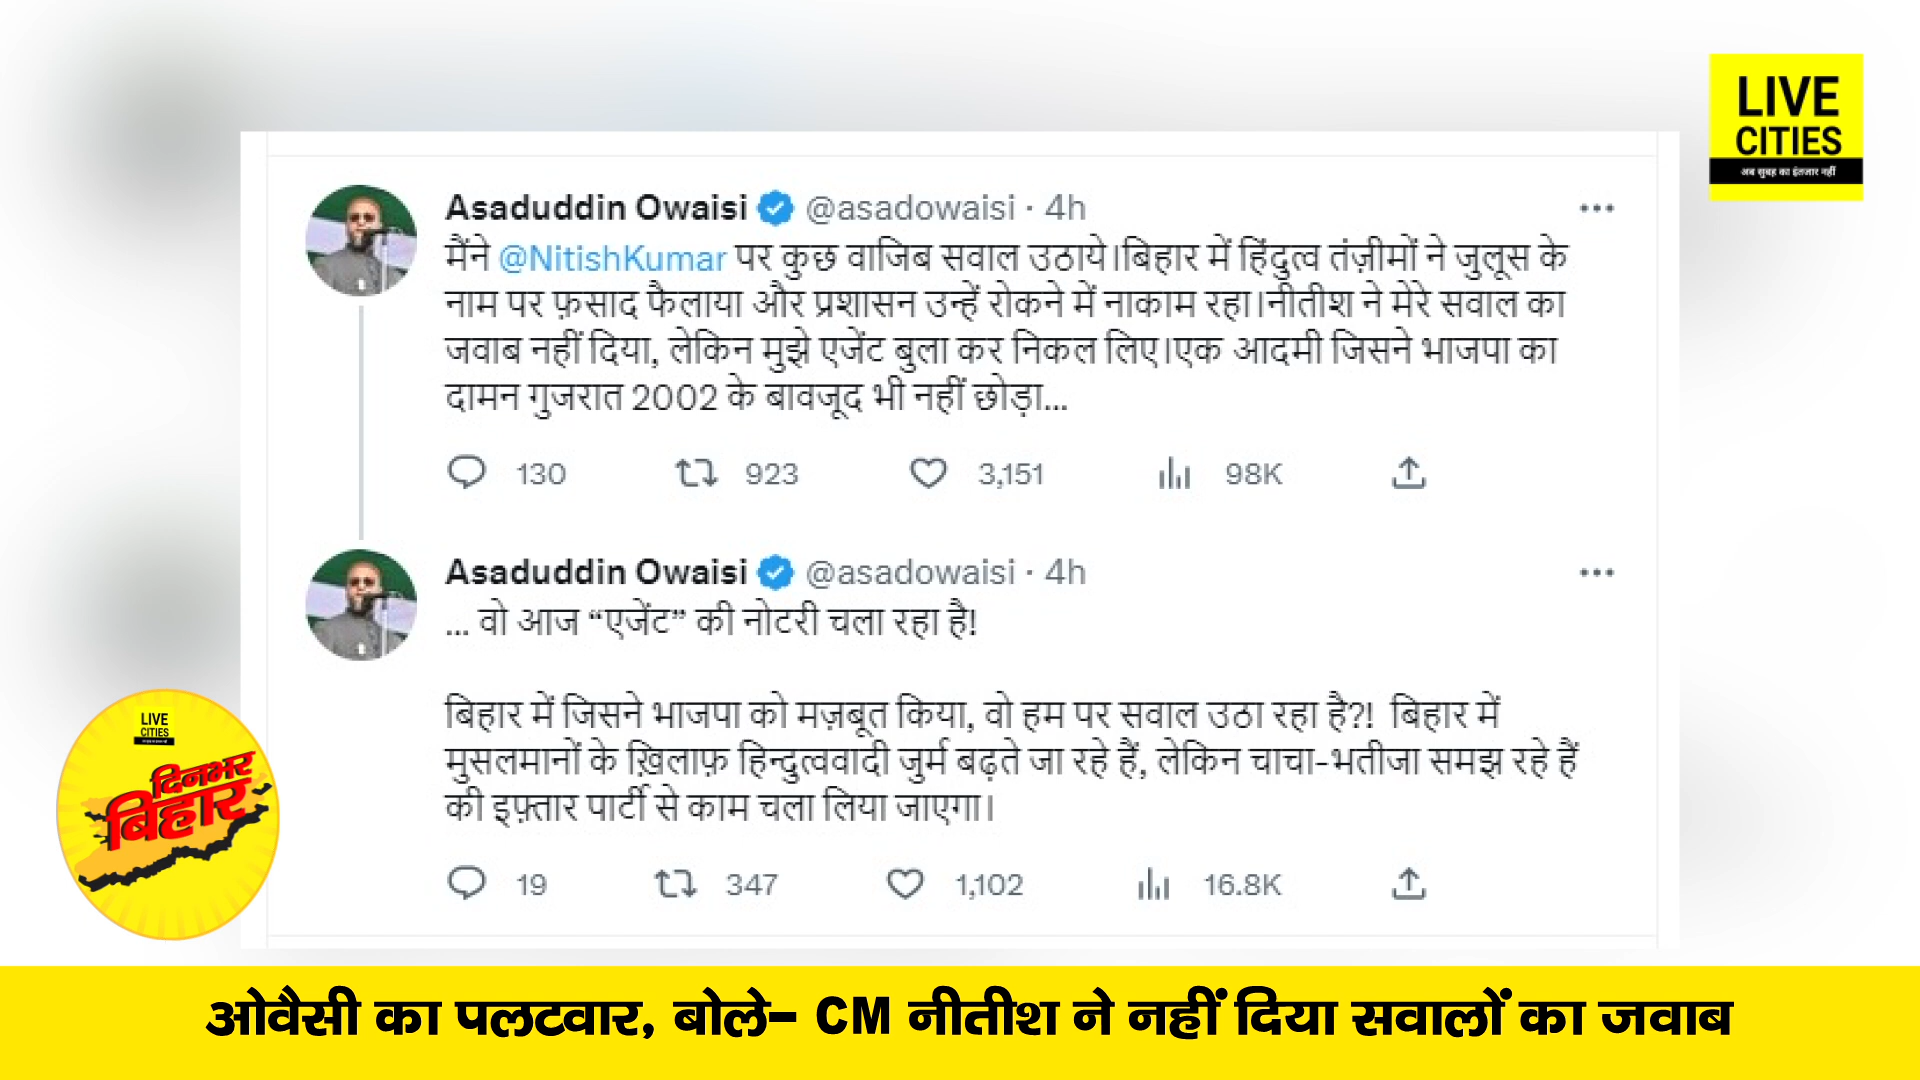 LIVE
CITIES
अब सुबह का इंतजार नहीं
Asaduddin Owaisi @asadowaisi · 4h
मैंने @NitishKumar पर कुछ वाजिब सवाल उठाये।बिहार में हिंदुत्व तंज़ीमों ने जुलूस के
नाम पर फ़साद फैलाया और प्रशासन उन्हें रोकने में नाकाम रहा।नीतीश ने मेरे सवाल का
जवाब नहीं दिया, लेकिन मुझे एजेंट बुला कर निकल लिए।एक आदमी जिसने भाजपा का
दामन गुजरात 2002 के बावजूद भी नहीं छोड़ा...
130 923 3,151 98K
Asaduddin Owaisi @asadowaisi · 4h
... वो आज “एजेंट” की नोटरी चला रहा है!
बिहार में जिसने भाजपा को मज़बूत किया, वो हम पर सवाल उठा रहा है?! बिहार में
मुसलमानों के ख़िलाफ़ हिन्दुत्ववादी जुर्म बढ़ते जा रहे हैं, लेकिन चाचा-भतीजा समझ रहे हैं
की इफ़्तार पार्टी से काम चला लिया जाएगा।
19 347 1,102 16.8K
LIVE
CITIES
दिनभर
बिहार
ओवैसी का पलटवार, बोले- CM नीतीश ने नहीं दिया सवालों का जवाब